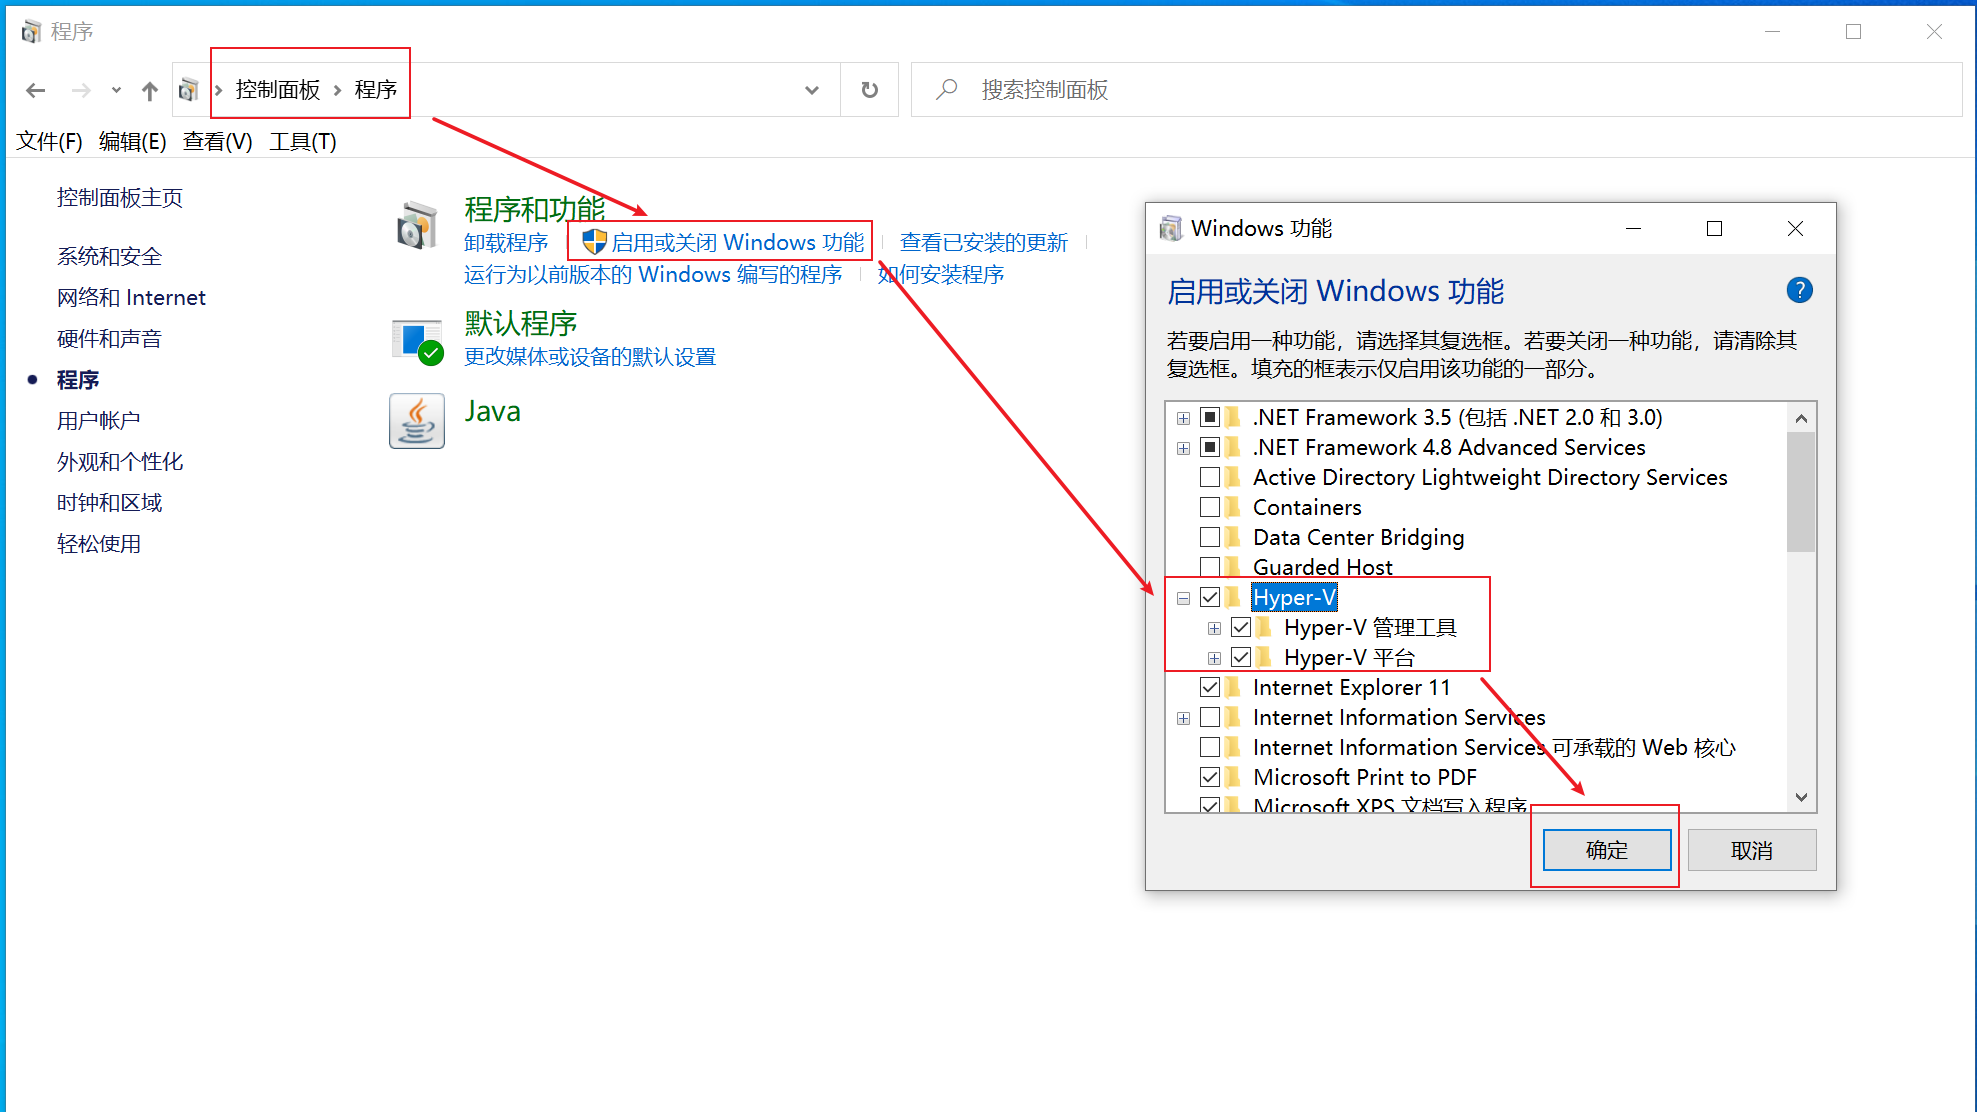 程序
控制面板 程序
搜索控制面板
文件(F) 编辑(E) 查看(V) 工具(T)
控制面板主页
系统和安全
网络和 Internet
硬件和声音
程序
用户帐户
外观和个性化
时钟和区域
轻松使用
程序和功能
卸载程序 启用或关闭 Windows 功能 查看已安装的更新
运行为以前版本的 Windows 编写的程序 如何安装程序
默认程序
更改媒体或设备的默认设置
Java
Windows 功能
启用或关闭 Windows 功能
若要启用一种功能，请选择其复选框。若要关闭一种功能，请清除其
复选框。填充的框表示仅启用该功能的一部分。
.NET Framework 3.5 (包括 .NET 2.0 和 3.0)
.NET Framework 4.8 Advanced Services
Active Directory Lightweight Directory Services
Containers
Data Center Bridging
Guarded Host
Hyper-V
Hyper-V 管理工具
Hyper-V 平台
Internet Explorer 11
Internet Information Services
Internet Information Services 可承载的 Web 核心
Microsoft Print to PDF
Microsoft XPS 文档写入程序
确定 取消